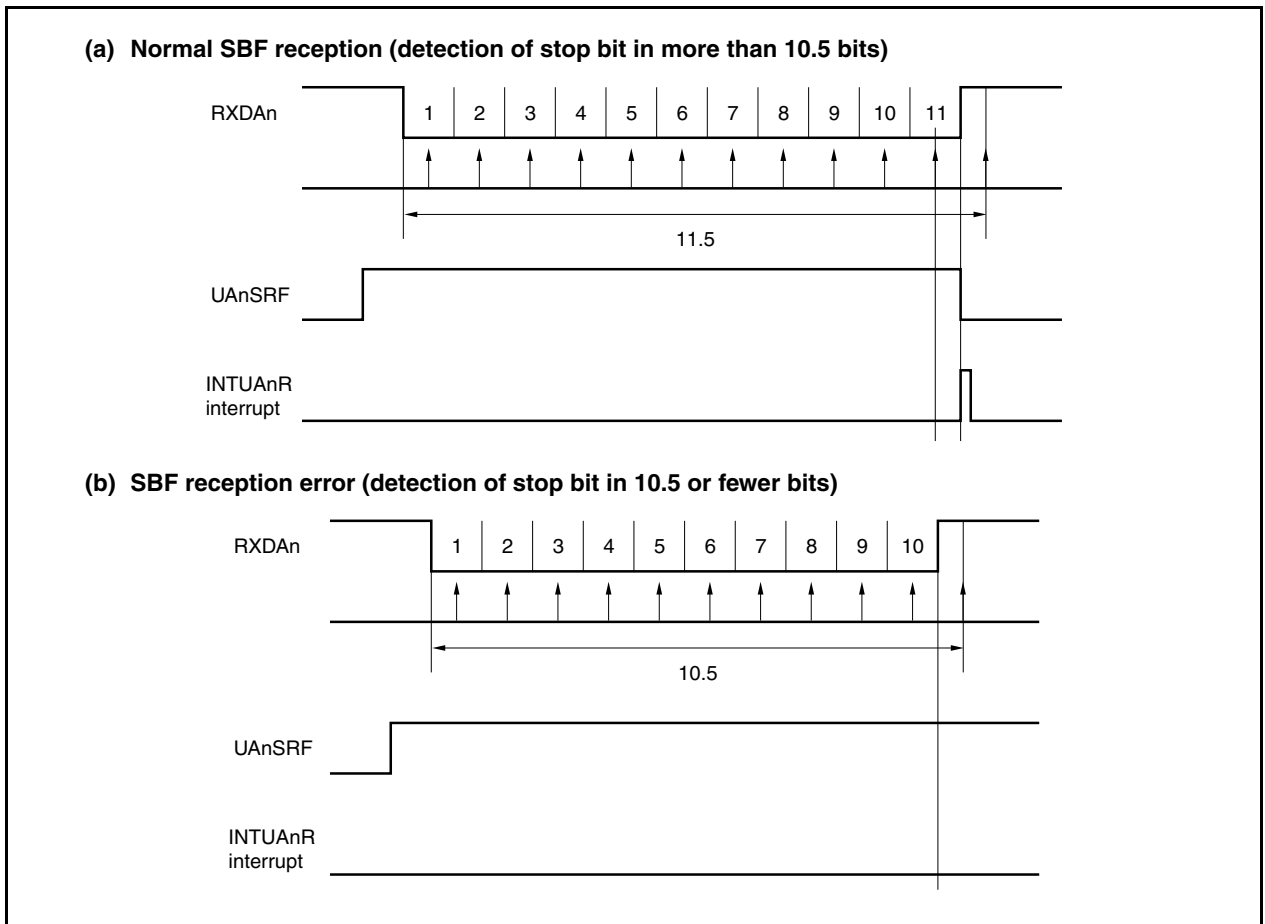 (a) Normal SBF reception (detection of stop bit in more than 10.5 bits)
RXDAn
1 2 3 4 5 6 7 8 9 10 11
11.5
UAnSRF
INTUAnR
interrupt
(b) SBF reception error (detection of stop bit in 10.5 or fewer bits)
RXDAn
1 2 3 4 5 6 7 8 9 10
10.5
UAnSRF
INTUAnR
interrupt